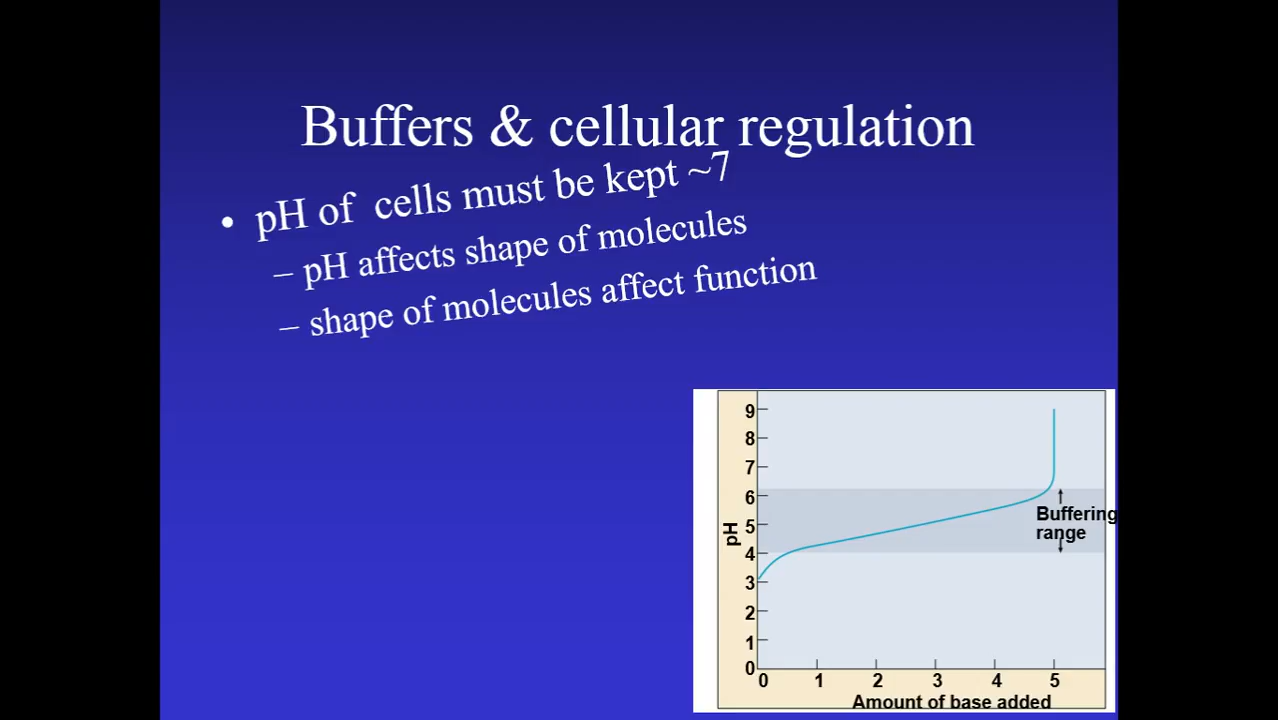 Buffers & cellular regulation
• pH of cells must be kept ~7
– pH affects shape of molecules
– shape of molecules affect function
9
8
7
6
5
4
3
2
1
0
pH
Buffering
range
0 1 2 3 4 5
Amount of base added